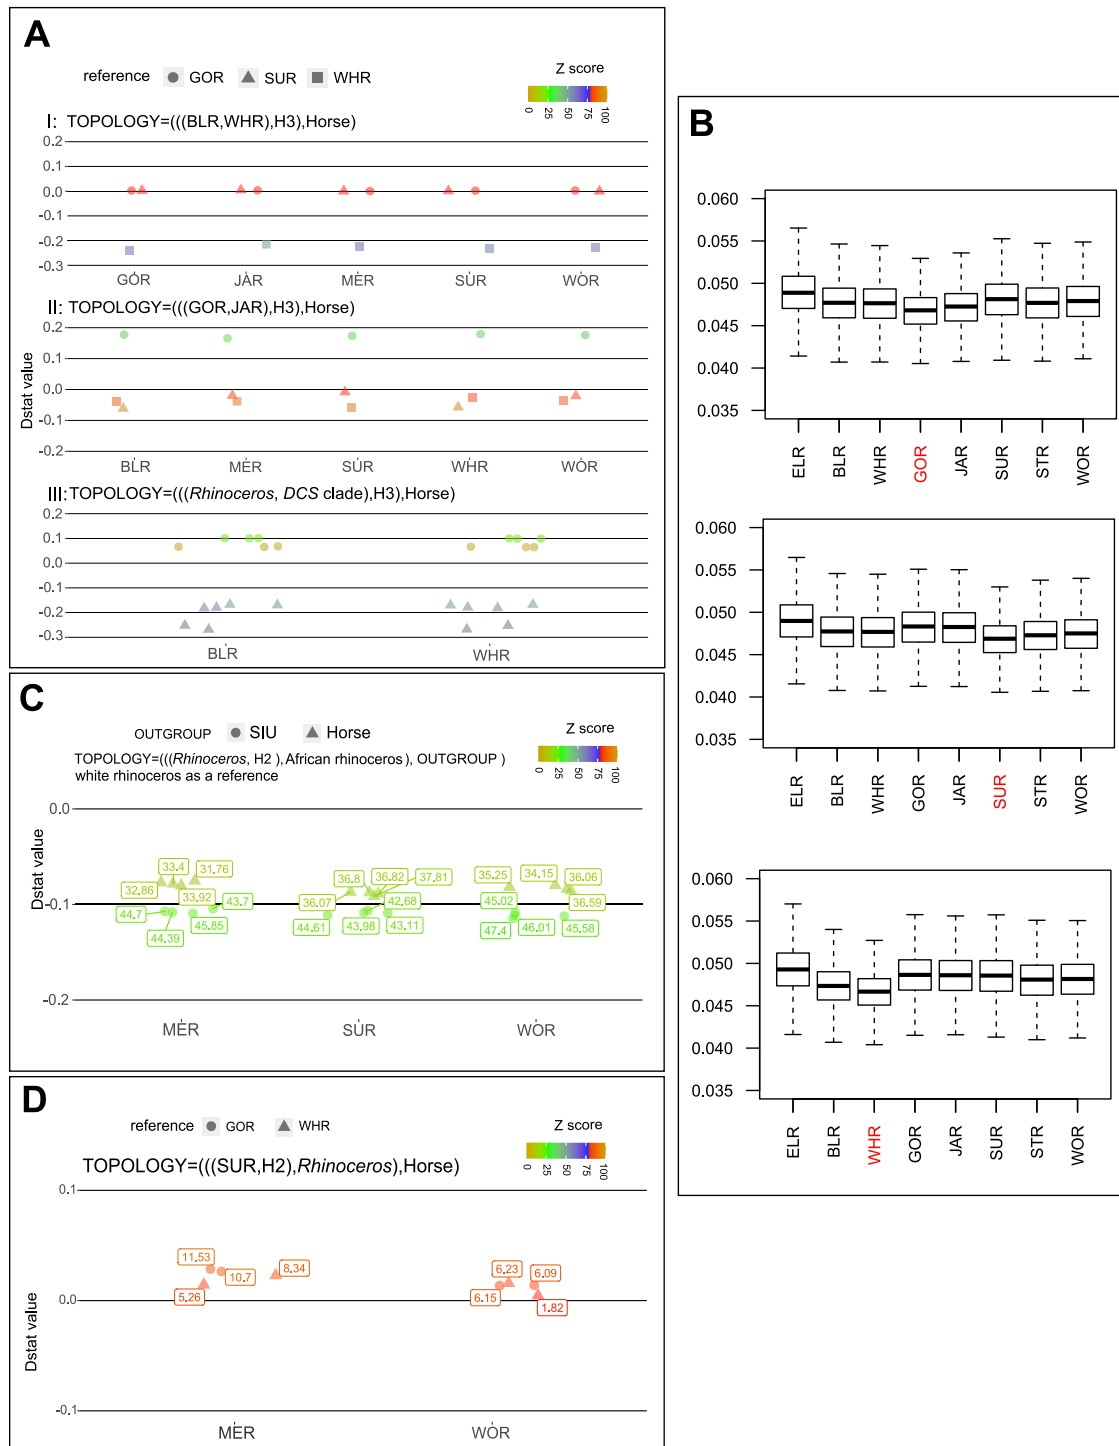 A
reference GOR SUR WHR
Z score
0 25 50 75 100
I: TOPOLOGY=(((BLR,WHR),H3),Horse)
0.2
0.1
0.0
-0.1
-0.2
-0.3
GOR JAR MER SUR WOR
II: TOPOLOGY=(((GOR,JAR),H3),Horse)
0.2
0.1
0.0
-0.1
-0.2
Dstat value
BLR MER SUR WHR WOR
III: TOPOLOGY=(((Rhinoceros, DCS clade),H3),Horse)
0.2
0.1
0.0
-0.1
-0.2
-0.3
BLR WHR
B
0.060
0.055
0.050
0.045
0.040
0.035
ELR BLR WHR GOR JAR SUR STR WOR
0.060
0.055
0.050
0.045
0.040
0.035
ELR BLR WHR GOR JAR SUR STR WOR
0.060
0.055
0.050
0.045
0.040
0.035
ELR BLR WHR GOR JAR SUR STR WOR
C
OUTGROUP SIU Horse
Z score
0 25 50 75 100
TOPOLOGY=(((Rhinoceros, H2 ),African rhinoceros), OUTGROUP )
white rhinoceros as a reference
Dstat value
0.0
-0.1
-0.2
33.4 31.76
32.86 33.92 43.7
44.7 44.39 45.85
36.8 36.82 37.81
36.07 42.68
44.61 43.98 43.11
35.25 34.15 36.06
45.02 36.59
47.4 46.01 45.58
MER SUR WOR
D
reference GOR WHR
Z score
0 25 50 75 100
TOPOLOGY=(((SUR,H2),Rhinoceros),Horse)
Dstat value
0.1
0.0
-0.1
11.53 10.7 8.34
5.26
6.23 6.09
6.15 1.82
MER WOR